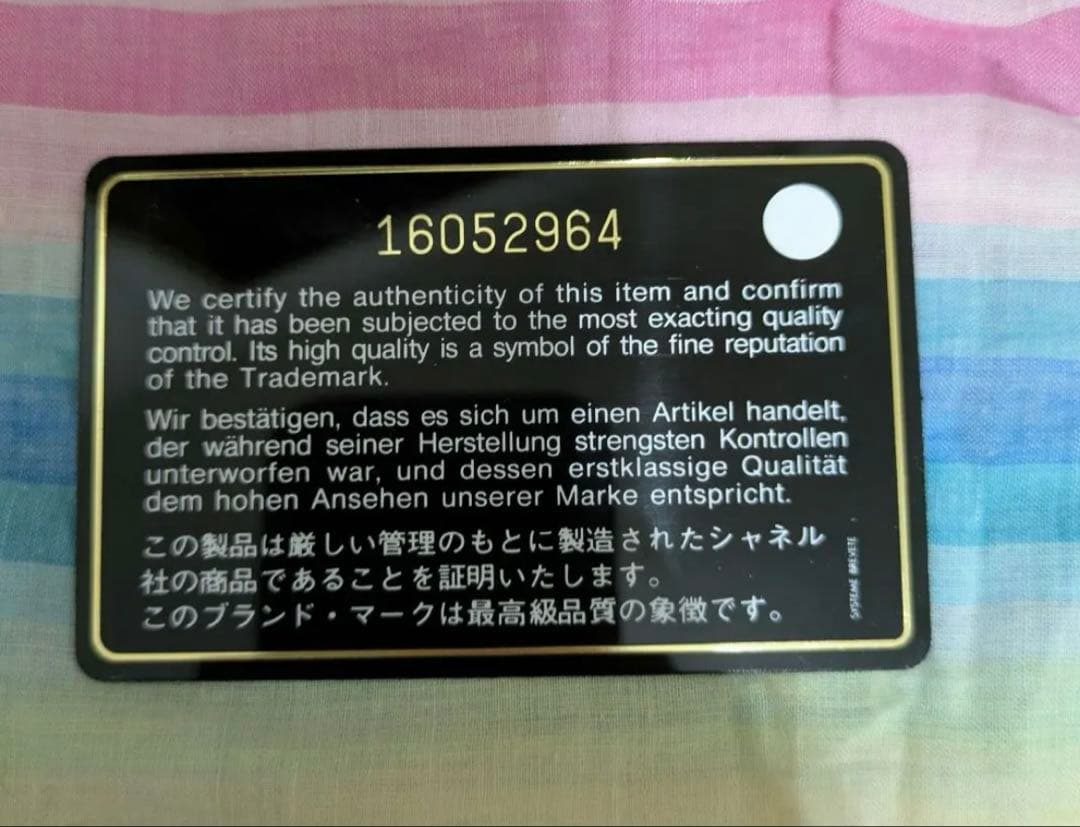 16052964
We certify the authenticity of this item and confirm
that it has been subjected to the most exacting quality
control. Its high quality is a symbol of the fine reputation
of the Trademark.
Wir bestätigen, dass es sich um einen Artikel handelt,
der während seiner Herstellung strengsten Kontrollen
unterworfen war, und dessen erstklassige Qualität
dem hohen Ansehen unserer Marke entspricht.
この製品は厳しい管理のもとに製造されたシャネル
社の商品であることを証明いたします。
このブランド・マークは最高級品質の象徴です。
SYSTEME BREVETE